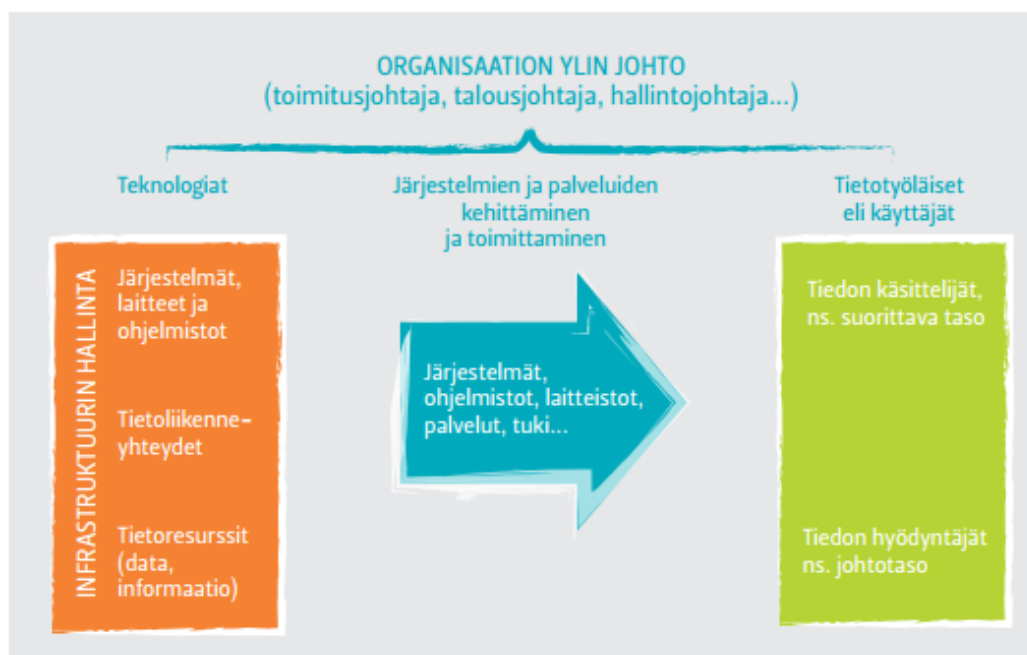 ORGANISAATION YLIN JOHTO
(toimitusjohtaja, talousjohtaja, hallintojohtaja...)
Teknologiat
Järjestelmien ja palveluiden
kehittäminen
ja toimittaminen
Tietotyöläiset
eli käyttäjät
INFRASTRUKTUURIN HALLINTA
Järjestelmät,
laitteet ja
ohjelmistot
Tietoliikenne-
yhteydet
Tietoresurssit
(data,
informaatio)
Järjestelmät,
ohjelmistot, laitteistot,
palvelut, tuki...
Tiedon käsittelijät,
ns. suorittava taso
Tiedon hyödyntäjät
ns. johtotaso